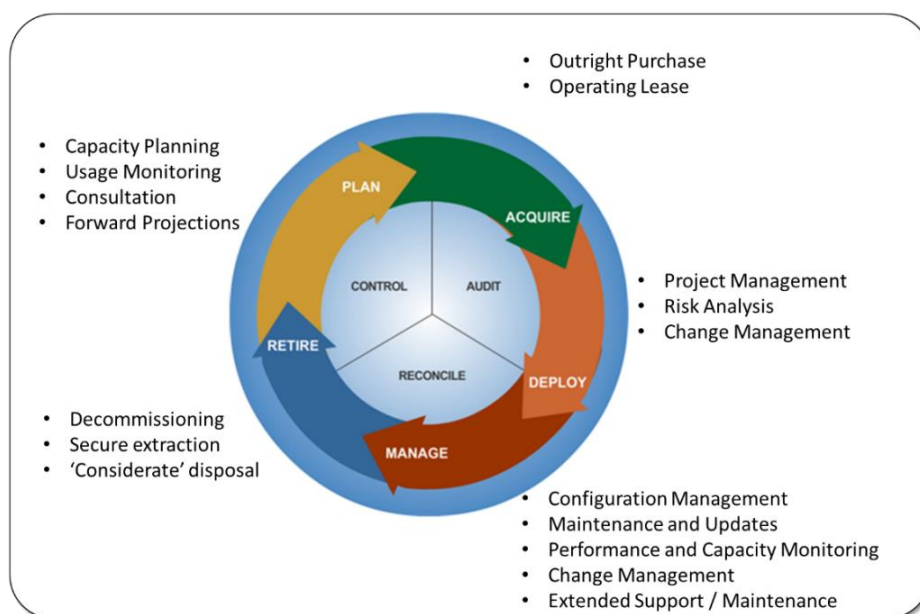 • Outright Purchase
• Operating Lease
• Capacity Planning
• Usage Monitoring
• Consultation
• Forward Projections
PLAN
ACQUIRE
CONTROL
AUDIT
• Project Management
• Risk Analysis
• Change Management
RETIRE
RECONCILE
DEPLOY
MANAGE
• Decommissioning
• Secure extraction
• ‘Considerate’ disposal
• Configuration Management
• Maintenance and Updates
• Performance and Capacity Monitoring
• Change Management
• Extended Support / Maintenance